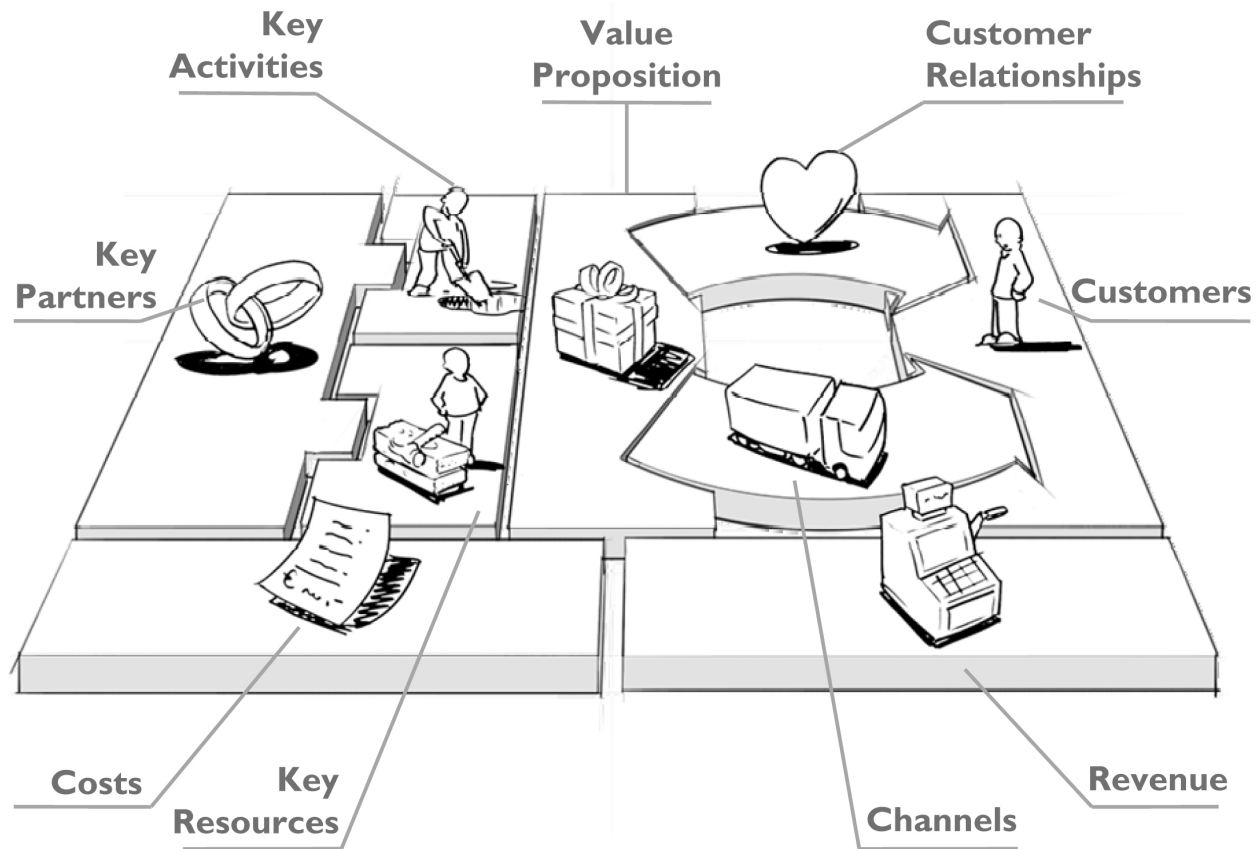 Key
Activities
Value
Proposition
Customer
Relationships
Key
Partners
Customers
€
Costs
Key
Resources
Channels
Revenue